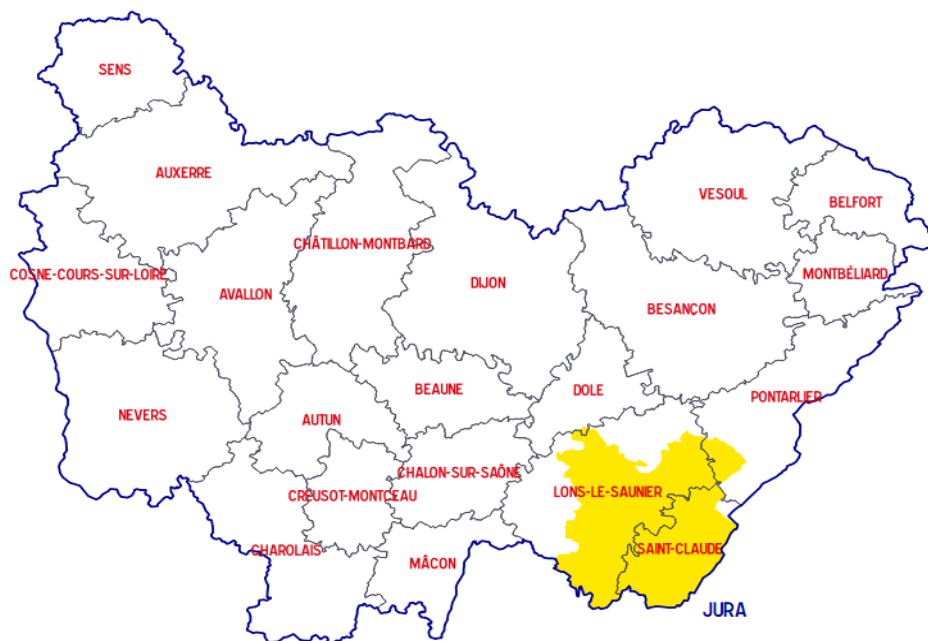 SENS
AUXERRE
VESOUL
BELFORT
CHÂTILLON-MONTBARD
COSNE-COURS-SUR-LOIRE
MONTBÉLIARD
DIJON
AVALLON
BESANÇON
BEAUNE
DOLE
PONTARLIER
NEVERS
AUTUN
CHALON-SUR-SAÔNE
LONS-LE-SAUNIER
CREUSOT-MONTCEAU
CHAROLAIS
SAINT-CLAUDE
MÂCON
JURA